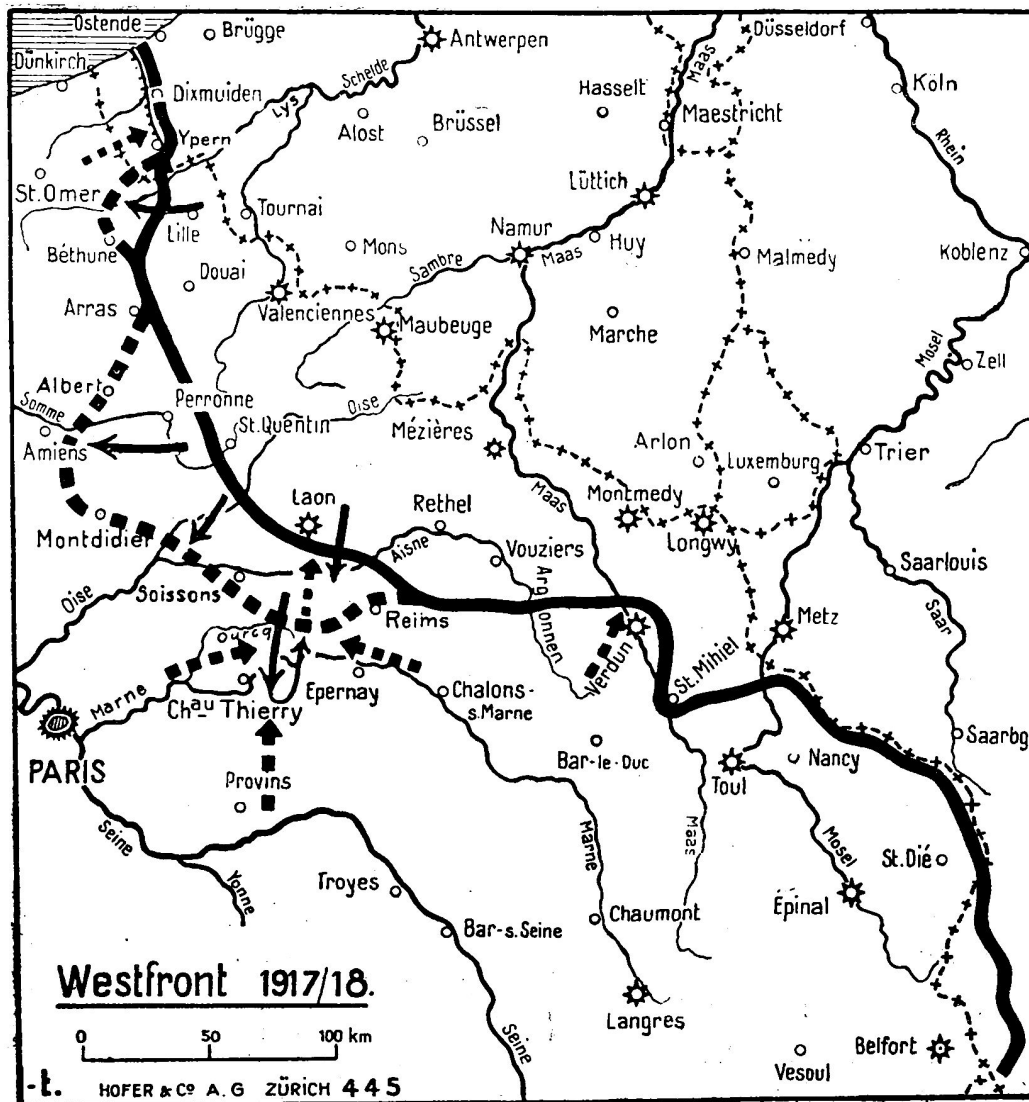 Ostende
Brügge
Antwerpen
Düsseldorf
Dünkirch
Schelde
Maas
Köln
Dixmuiden
Lys
Hasselt
Alost
Brüssel
Maestricht
Ypern
Rhein
St. Omer
Lüttich
Tournai
Lille
Namur
Huy
Béthune
Mons
Sambre
Maas
Malmédy
Koblenz
Douai
Arras
Valenciennes
Maubeuge
Marche
Mosel
Zell
Albert
Perronne
Oise
Somme
St. Quentin
Mézières
Arlon
Amiens
Luxemburg
Trier
Laon
Rethel
Maas
Montmedy
Longwy
Montdidier
Aisne
Vouziers
Saarlouis
Oise
Soissons
Argonnen
Reims
Saar
Metz
Ourcq
Verdun
St. Mihiel
Marne
Epernay
Chau Thierry
Chalons-
s. Marne
Saarbg
PARIS
Bar-le-Duc
Nancy
Toul
Provins
Seine
Marne
Maas
Mosel
St. Dié
Yonne
Troyes
Épinal
Chaumont
Bar-s. Seine
Westfront 1917/18.
Langres
0 50 100 km
Seine
Belfort
Vesoul
-t. HOFER & Co A. G ZÜRICH 445